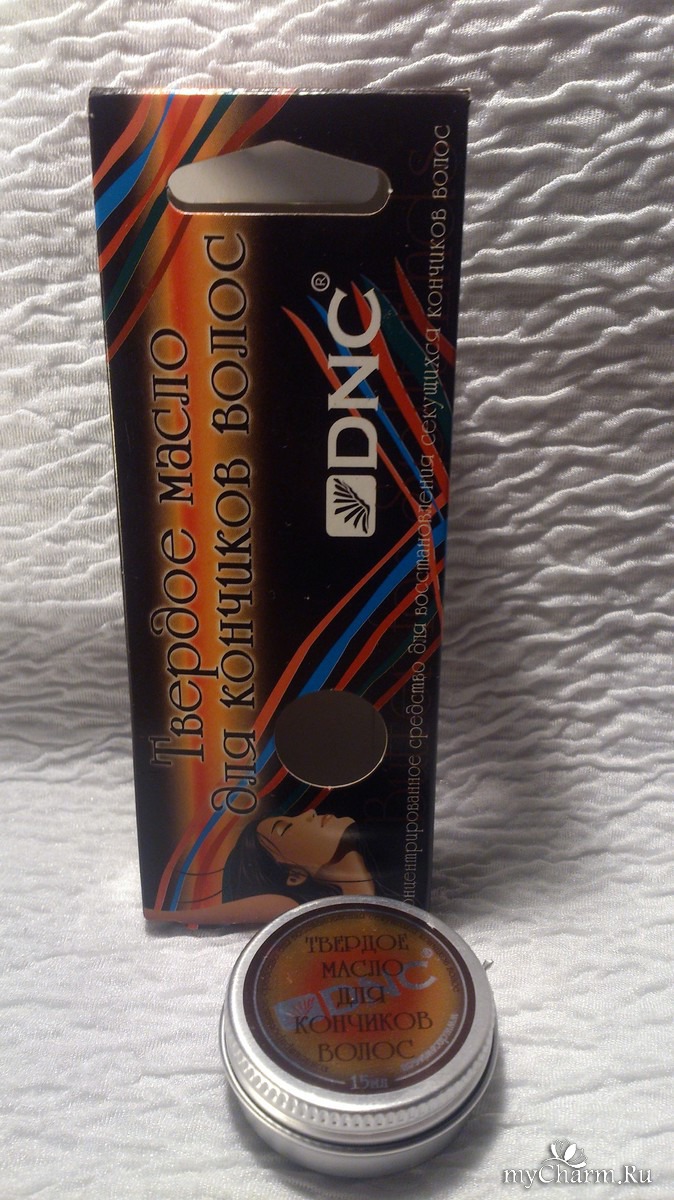 Твердое масло
для кончиков волос
DNC®
концентрированное средство для восстановления секущихся кончиков волос
ТВЕРДОЕ
МАСЛО
ДЛЯ
КОНЧИКОВ
ВОЛОС
DNC®
15мл
myCharm.Ru